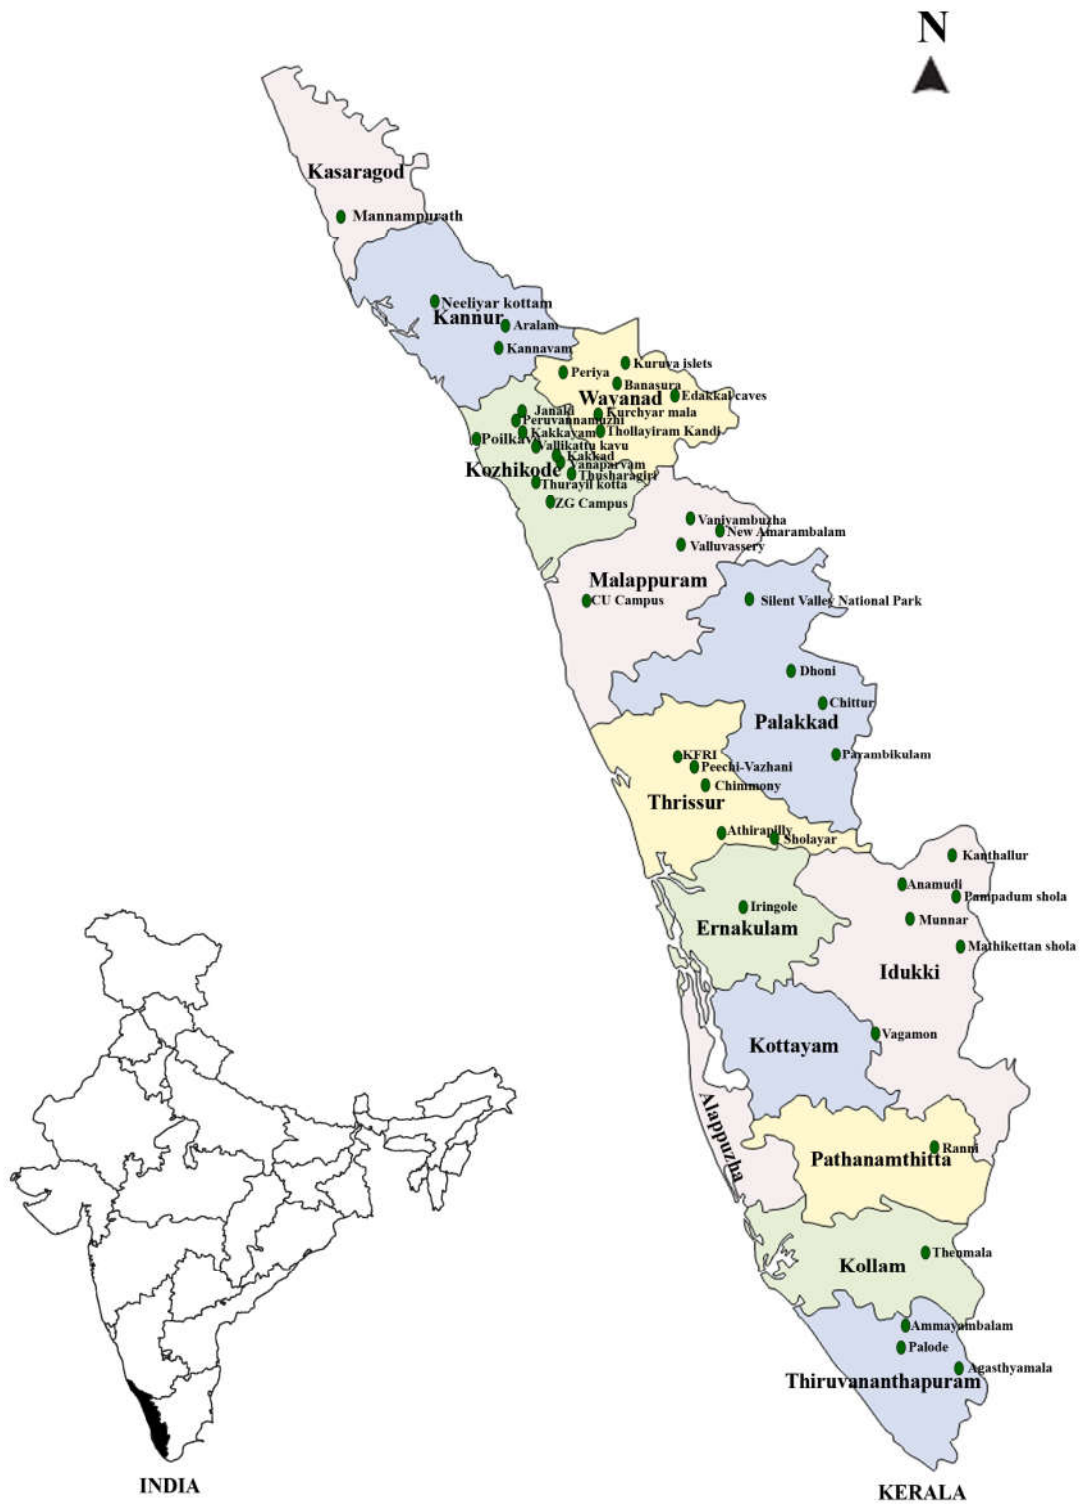 N
Kasaragod
Mannampurath
Neeliyar kottam
Kannur
Aralam
Kannavam
Kuruva islets
Periya
Banasura
Edakkal caves
Wayanad
Kurchyar mala
Janaki
Peruvannamuzhi
Thollayiram Kandi
Kakkayam
Poilkavu
Vallikattu kavu
Kakkad
Vanaparvam
Kozhikode
Thusharagiri
Thurayil kotta
ZG Campus
Vaniyambuzha
New Amarambalam
Valluvassery
Malappuram
CU Campus
Silent Valley National Park
Dhoni
Chittur
Palakkad
KFRI
Parambikulam
Peechi-Vazhani
Chimmony
Thrissur
Athirapilly
Sholayar
Kanthallur
Anamudi
Pampadum shola
Iringole
Munnar
Ernakulam
Mathikettan shola
Idukki
Vagamon
Kottayam
Alappuzha
Ranni
Pathanamthitta
Thenmala
Kollam
Ammayambalam
Palode
Agasthyamala
Thiruvananthapuram
INDIA
KERALA